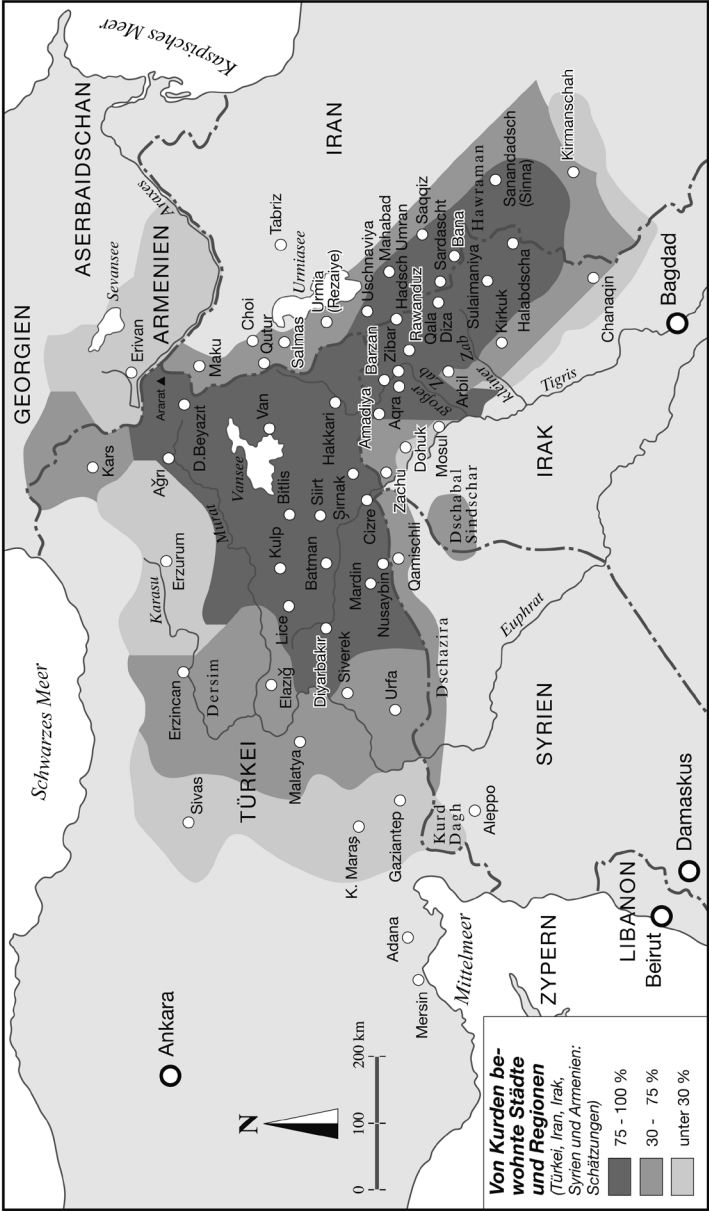 Kaspisches Meer
ASERBAIDSCHAN
GEORGIEN
ARMENIEN
Araxes
Sevansee
Erivan
IRAN
Schwarzes Meer
Kars
Ararat
Ağrı
D.Beyazıt
Maku
Choi
Qutur
Salmas
Tabriz
Urmiasee
Urmia
(Rezaiye)
Uschnaviya
Mahabad
Hadsch Umran
Rawanduz
Saqqiz
Sardascht
Bana
Hawraman
Sanandadsch
(Sinna)
Kirmanschah
Karasu
Erzurum
Murat
Vansee
Van
Bitlis
Hakkari
Siirt
Şırnak
Kulp
Batman
Lice
Diyarbakır
Siverek
Mardin
Nusaybin
Cizre
Qamischli
Amadiya
Barzan
Zibar
Aqra
großer
Zab
Arbil
kleiner
Zab
Qala
Diza
Sulaimaniya
Kirkuk
Halabdscha
Chanaqin
Bagdad
Tigris
Zachu
Dohuk
Mosul
Dschabal
Sindschar
IRAK
Erzincan
Dersim
Elazığ
Malatya
TÜRKEI
Sivas
Urfa
Dschazira
Euphrat
SYRIEN
K. Maraş
Gaziantep
Kurd
Dagh
Aleppo
Adana
Mersin
Mittelmeer
ZYPERN
LIBANON
Beirut
Damaskus
Ankara
N
0 100 200 km
Von Kurden be-
wohnte Städte
und Regionen
(Türkei, Iran, Irak,
Syrien und Armenien:
Schätzungen)
75 - 100 %
30 - 75 %
unter 30 %